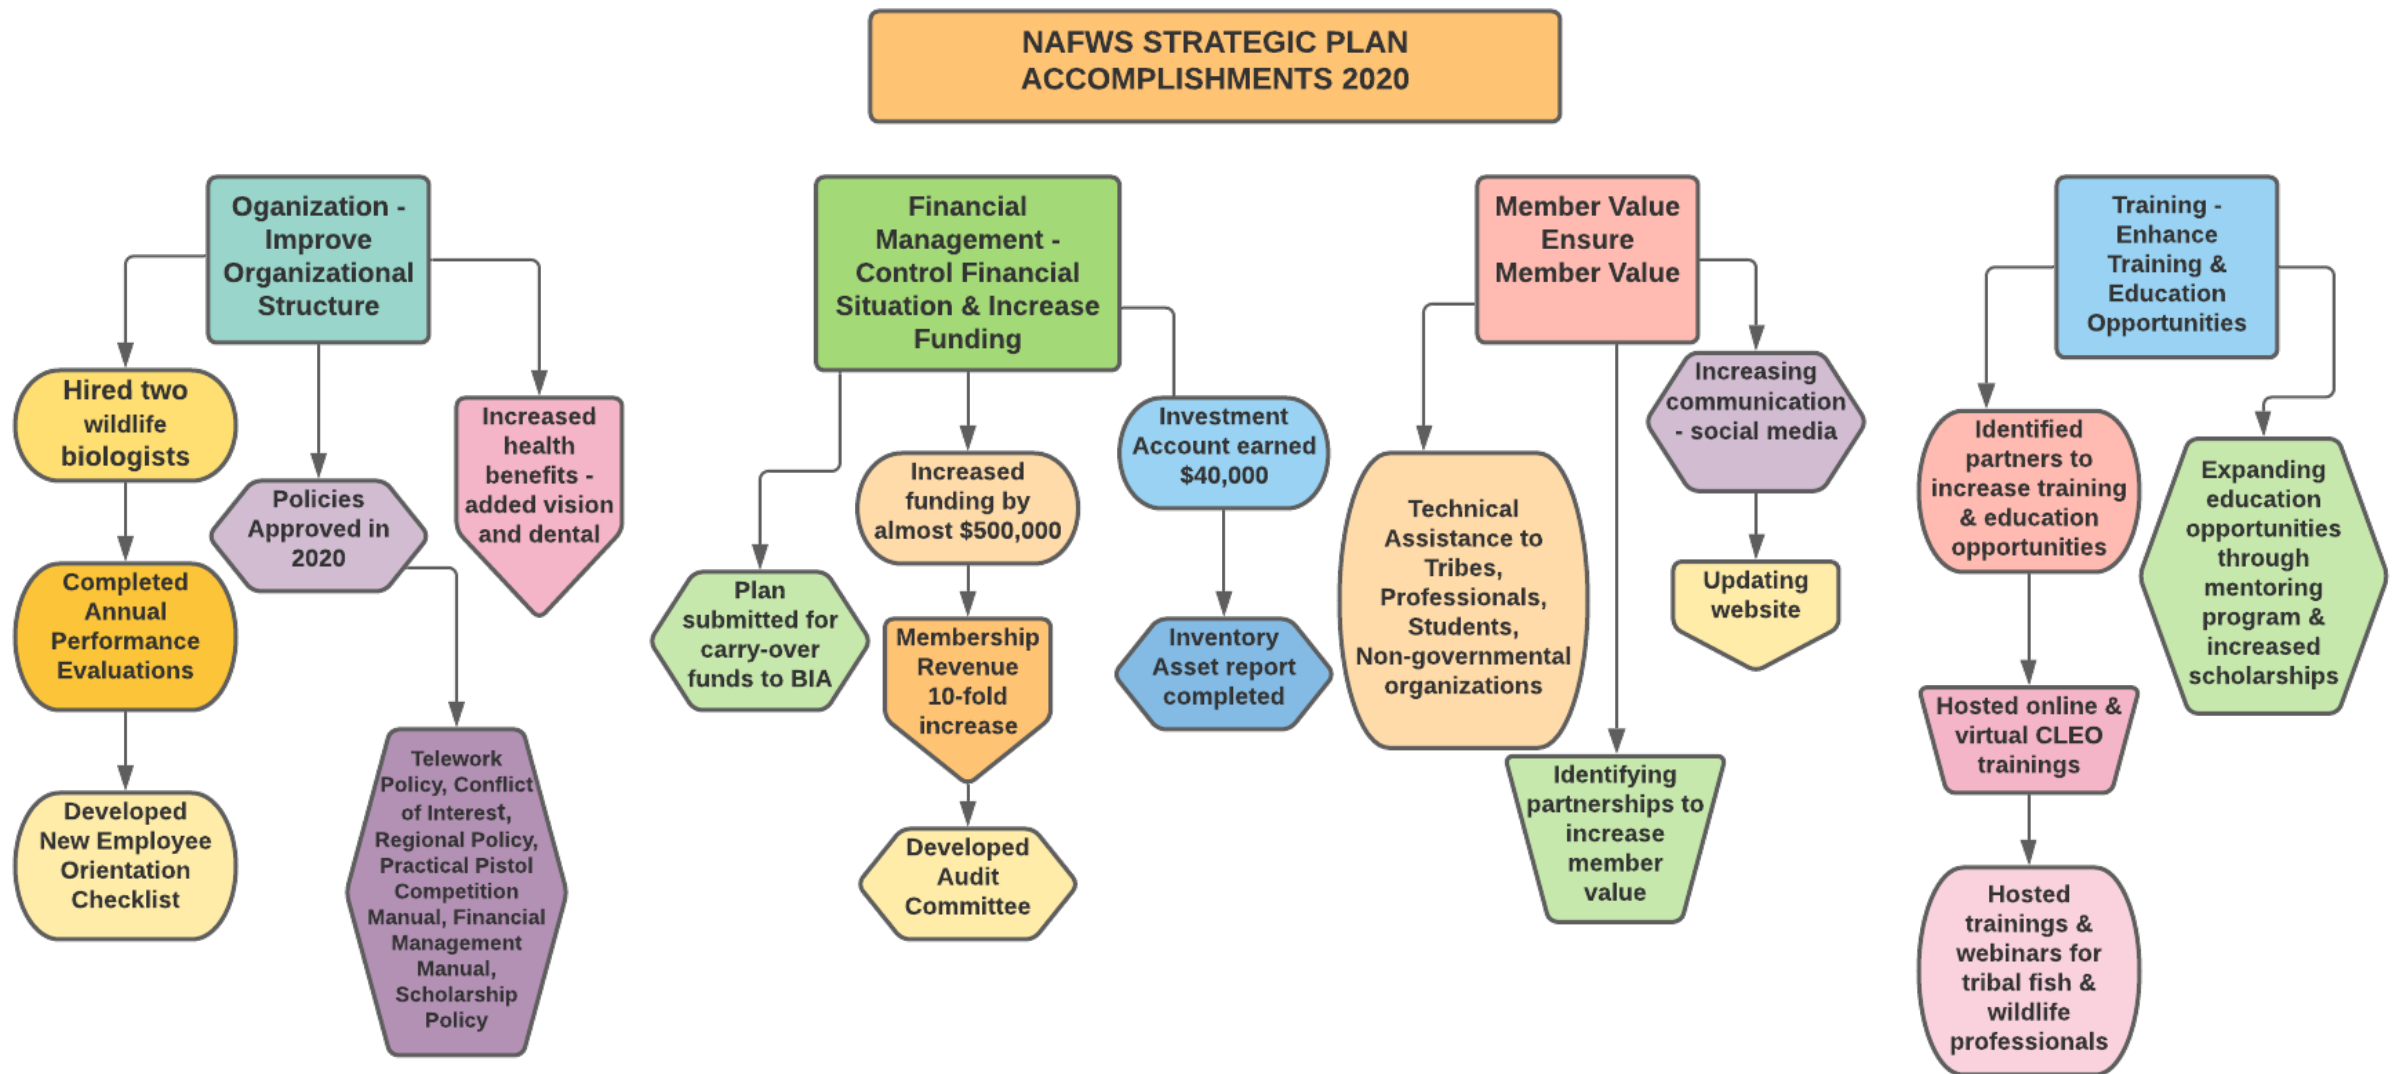 NAFWS STRATEGIC PLAN
ACCOMPLISHMENTS 2020
Oganization -
Improve
Organizational
Structure
Hired two
wildlife
biologists
Completed
Annual
Performance
Evaluations
Developed
New Employee
Orientation
Checklist
Policies
Approved in
2020
Telework
Policy, Conflict
of Interest,
Regional Policy,
Practical Pistol
Competition
Manual, Financial
Management
Manual,
Scholarship
Policy
Increased
health
benefits -
added vision
and dental
Financial
Management -
Control Financial
Situation & Increase
Funding
Plan
submitted for
carry-over
funds to BIA
Increased
funding by
almost $500,000
Membership
Revenue
10-fold
increase
Developed
Audit
Committee
Investment
Account earned
$40,000
Inventory
Asset report
completed
Member Value
Ensure
Member Value
Technical
Assistance to
Tribes,
Professionals,
Students,
Non-governmental
organizations
Identifying
partnerships to
increase
member
value
Increasing
communication
- social media
Updating
website
Training -
Enhance
Training &
Education
Opportunities
Identified
partners to
increase training
& education
opportunities
Hosted online &
virtual CLEO
trainings
Hosted
trainings &
webinars for
tribal fish &
wildlife
professionals
Expanding
education
opportunities
through
mentoring
program &
increased
scholarships